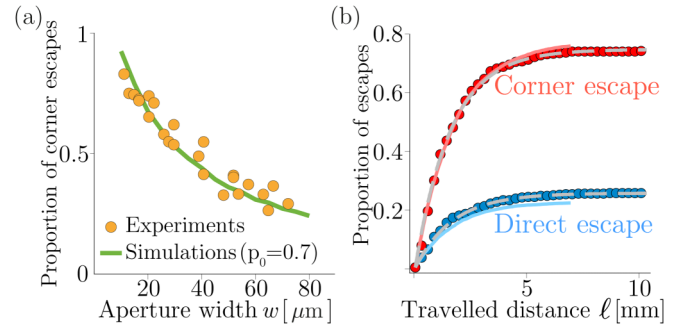 (a)
Proportion of corner escapes
1
0.5
0
20
40
60
80
Aperture width w [μm]
Experiments
Simulations (p₀=0.7)
(b)
Proportion of escapes
0.8
0.6
0.4
0.2
0
5
10
Travelled distance ℓ [mm]
Corner escape
Direct escape